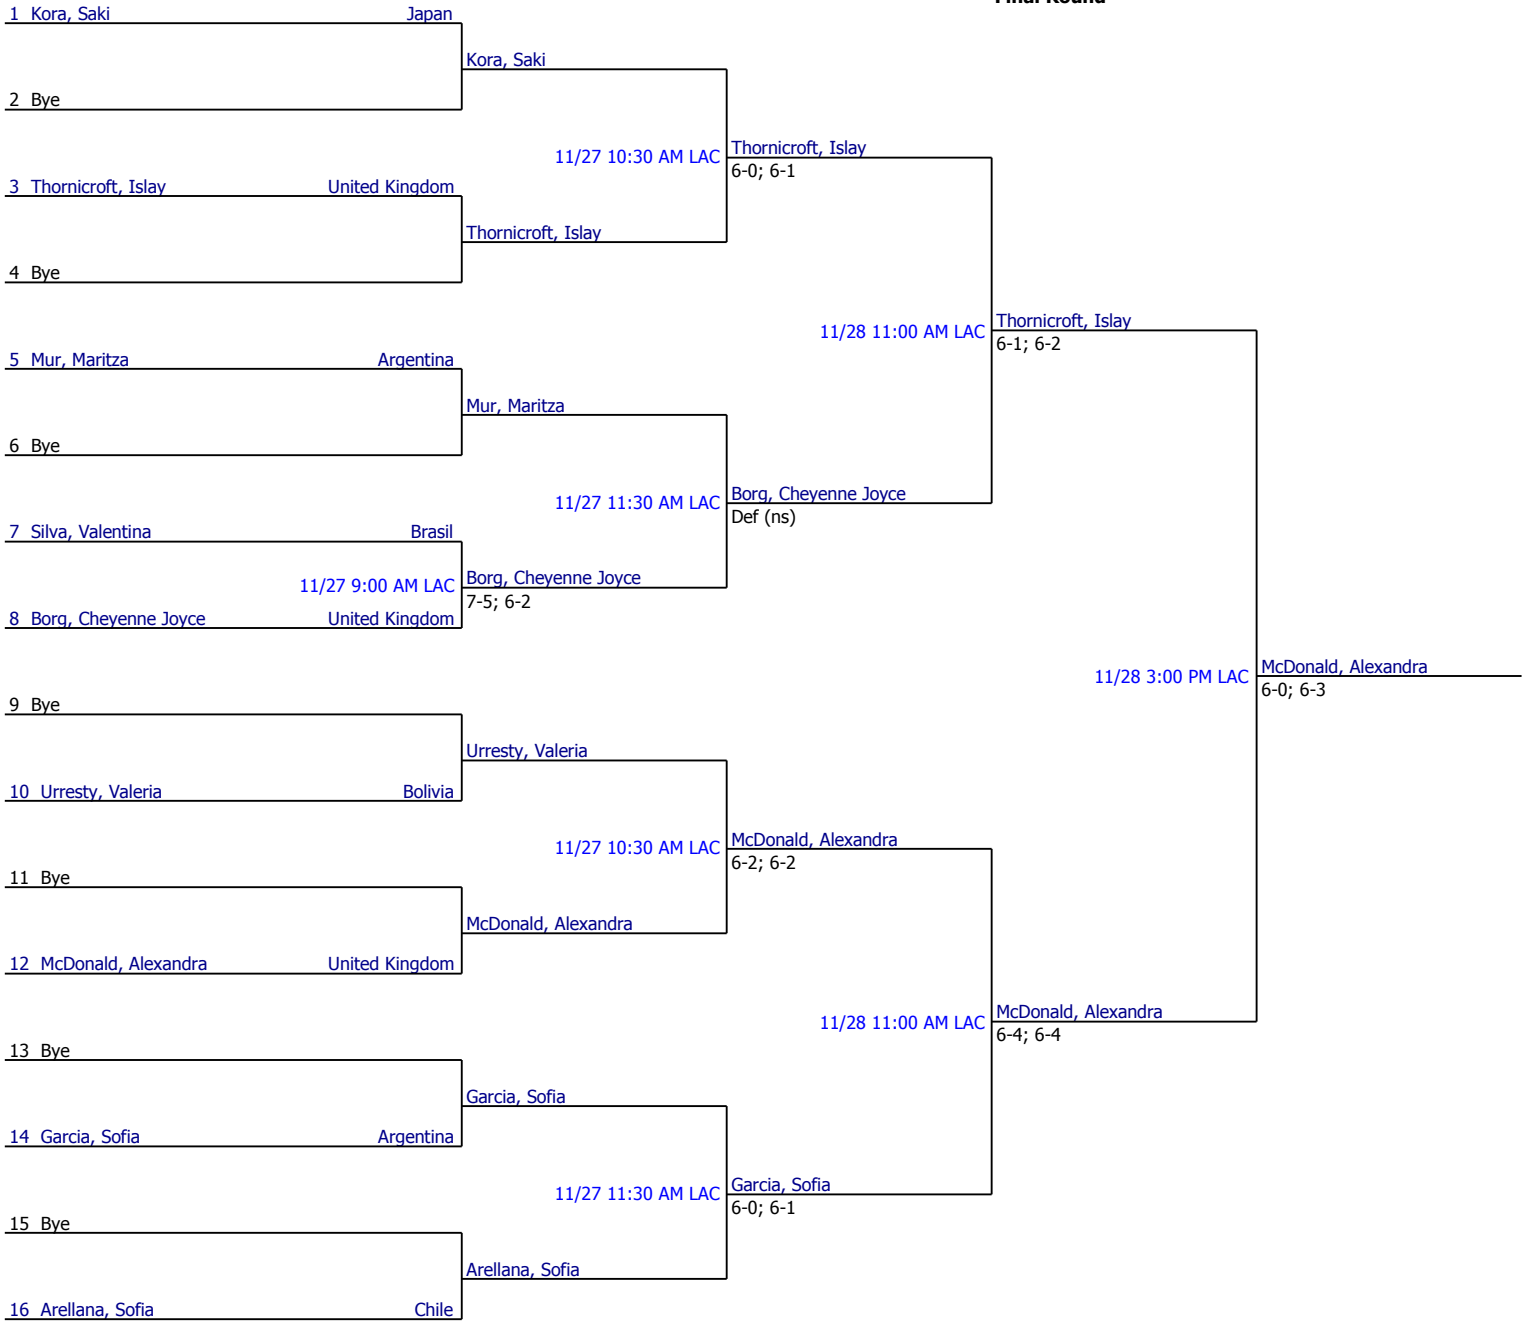 Final Round
1 Kora, Saki Japan
Kora, Saki
2 Bye
11/27 10:30 AM LAC Thornicroft, Islay
6-0; 6-1
3 Thornicroft, Islay United Kingdom
Thornicroft, Islay
4 Bye
11/28 11:00 AM LAC Thornicroft, Islay
6-1; 6-2
5 Mur, Maritza Argentina
Mur, Maritza
6 Bye
11/27 11:30 AM LAC Borg, Cheyenne Joyce
Def (ns)
7 Silva, Valentina Brasil
11/27 9:00 AM LAC Borg, Cheyenne Joyce
7-5; 6-2
8 Borg, Cheyenne Joyce United Kingdom
11/28 3:00 PM LAC McDonald, Alexandra
6-0; 6-3
9 Bye
Urresty, Valeria
10 Urresty, Valeria Bolivia
11/27 10:30 AM LAC McDonald, Alexandra
6-2; 6-2
11 Bye
McDonald, Alexandra
12 McDonald, Alexandra United Kingdom
11/28 11:00 AM LAC McDonald, Alexandra
6-4; 6-4
13 Bye
Garcia, Sofia
14 Garcia, Sofia Argentina
11/27 11:30 AM LAC Garcia, Sofia
6-0; 6-1
15 Bye
Arellana, Sofia
16 Arellana, Sofia Chile